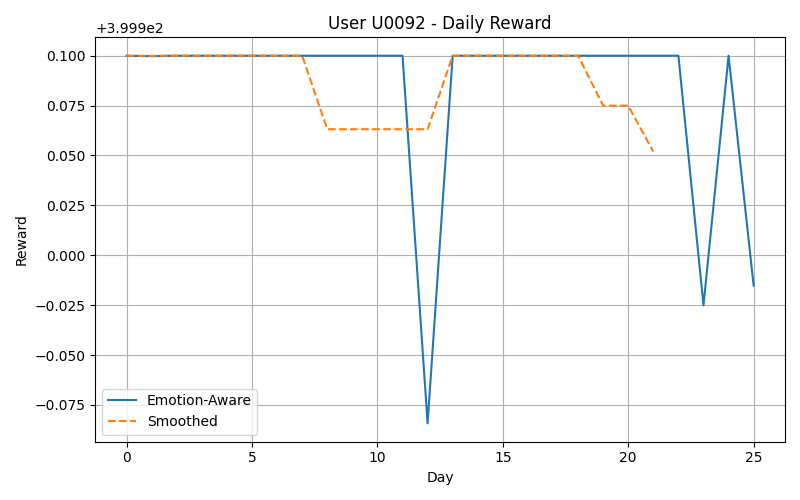 User U0092 - Daily Reward
+3.999e2
0.100
0.075
0.050
0.025
0.000
−0.025
−0.050
−0.075
Reward
Emotion-Aware
Smoothed
0 5 10 15 20 25
Day